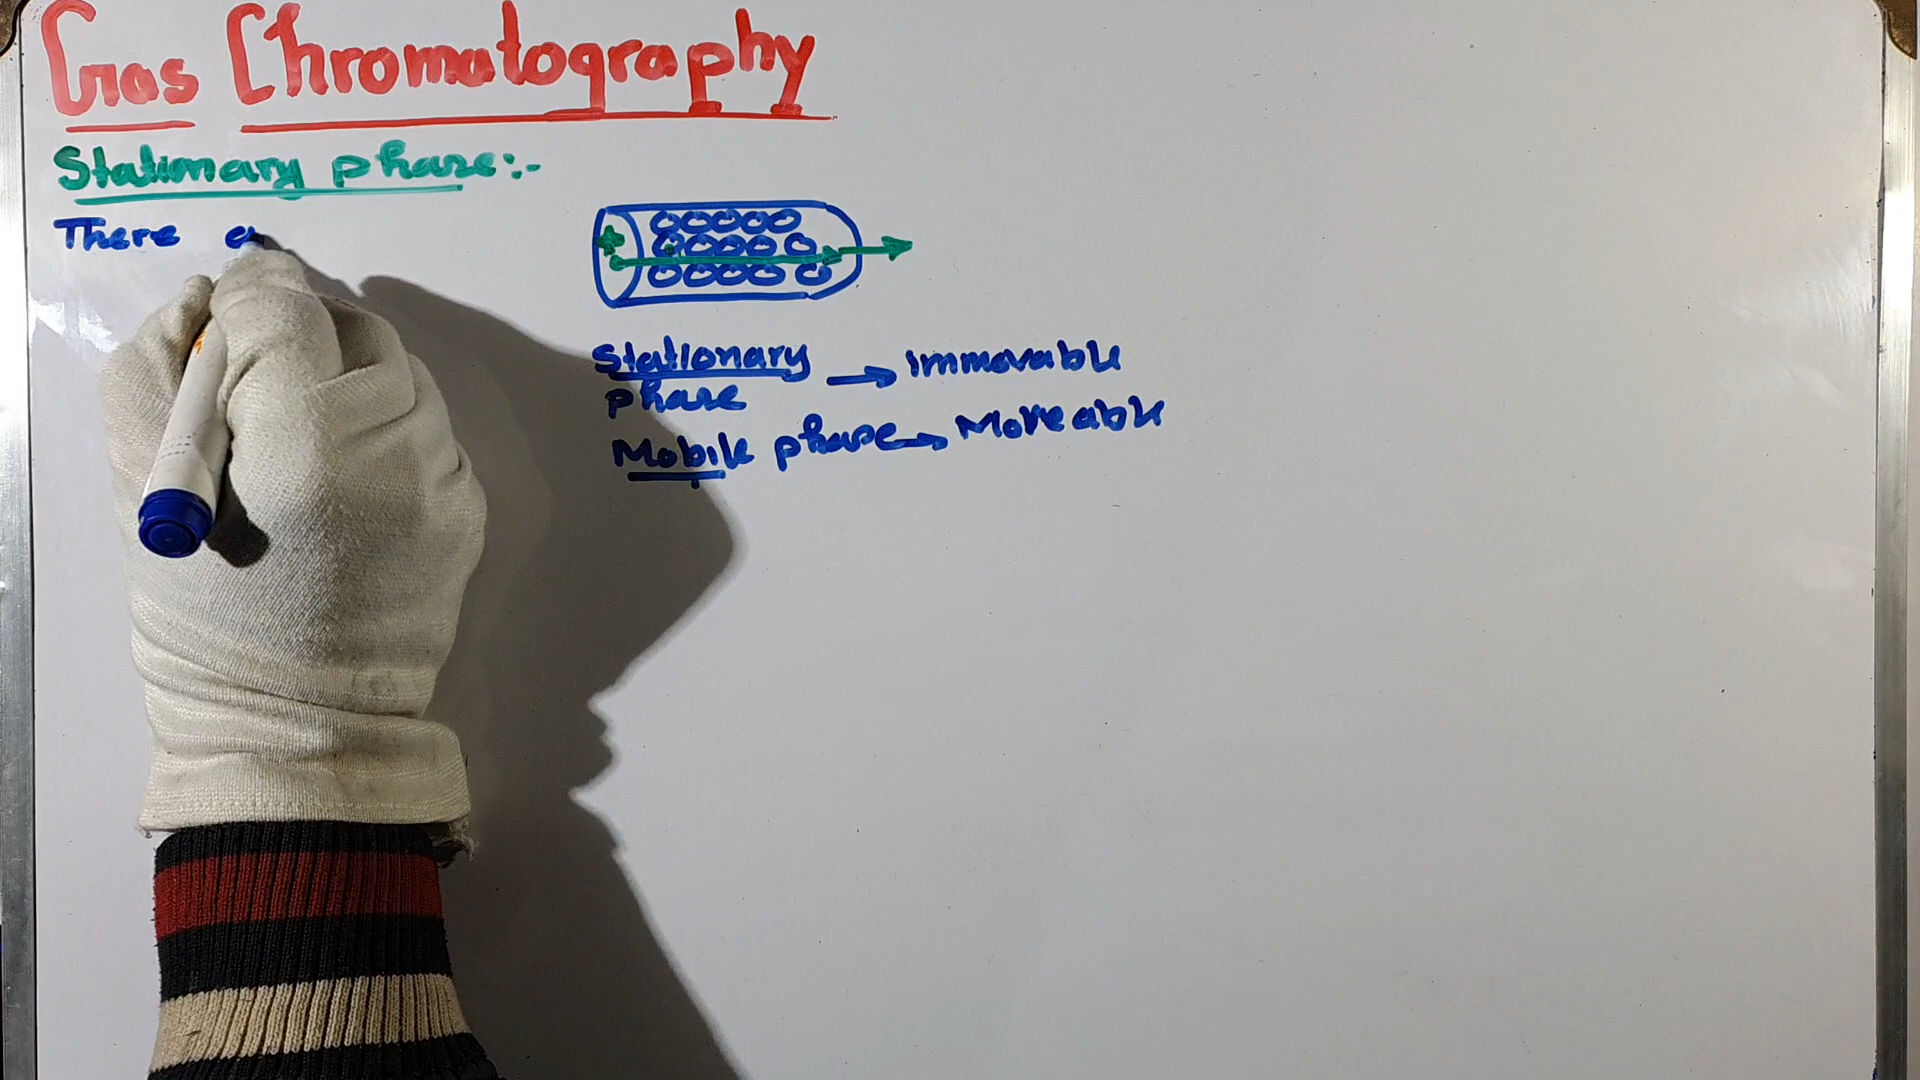 Gas Chromatography
Stationary phase:-
There
Stationary
phase → immovable
Mobile phase → Moveable